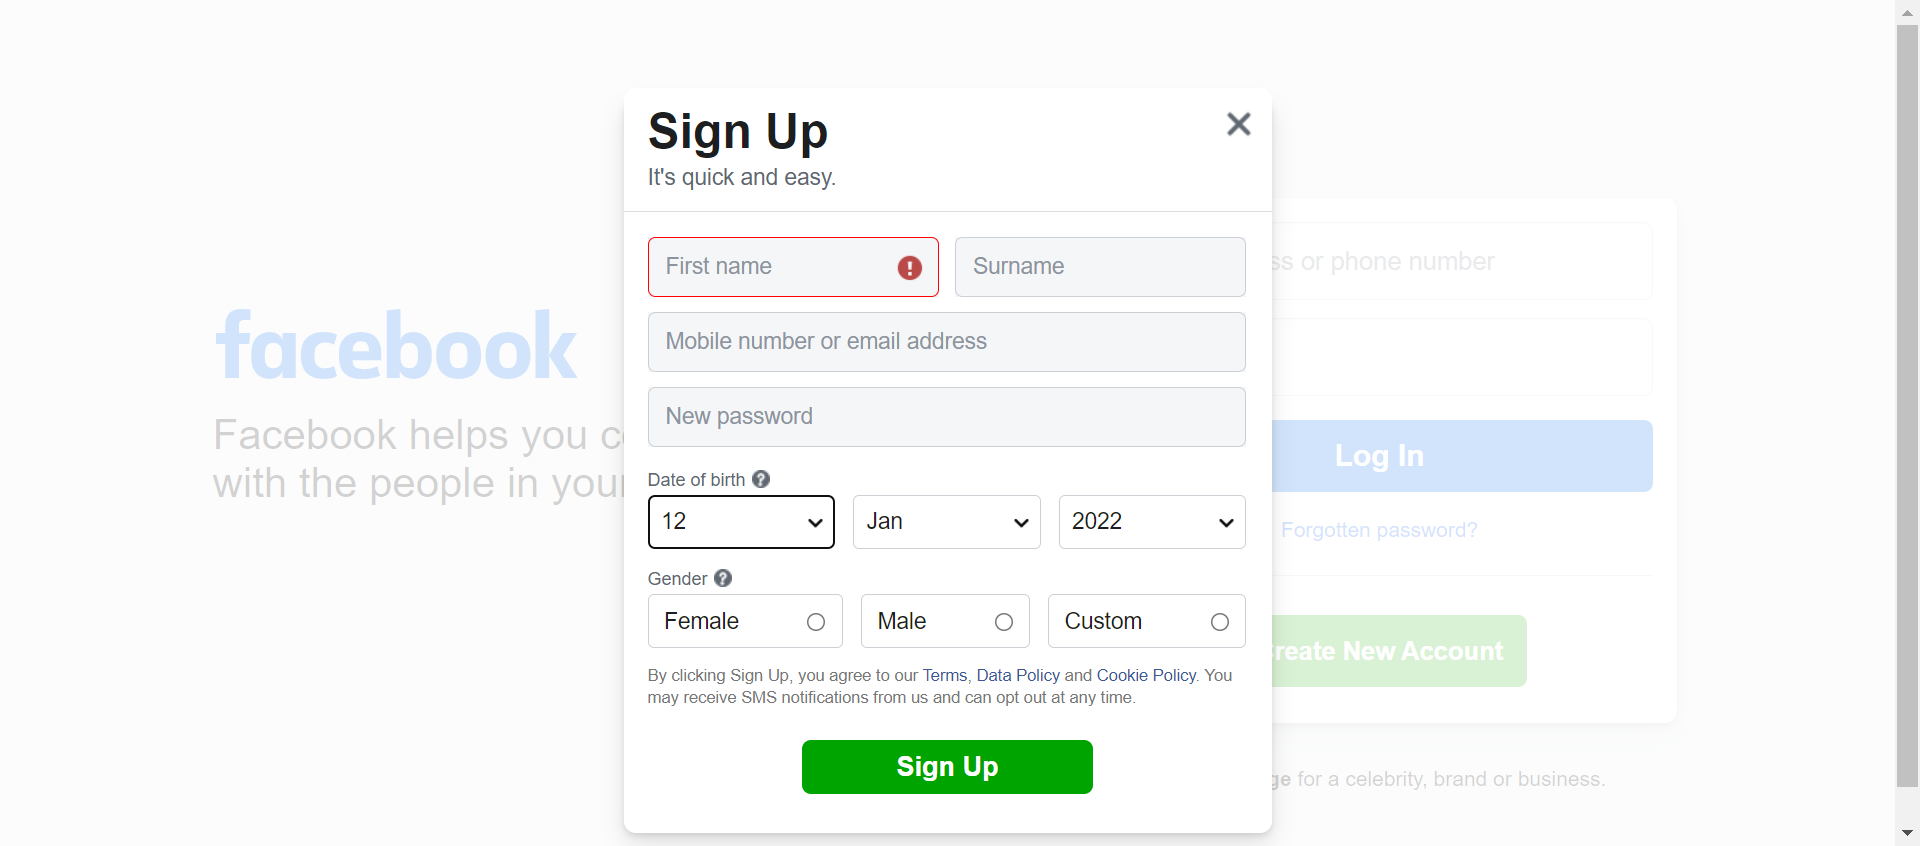 Sign Up
It's quick and easy.
First name
Surname
Mobile number or email address
New password
Date of birth
12
Jan
2022
Gender
Female
Male
Custom
By clicking Sign Up, you agree to our Terms, Data Policy and Cookie Policy. You
may receive SMS notifications from us and can opt out at any time.
Sign Up
facebook
Facebook helps you
with the people in your
or phone number
Log In
Forgotten password?
New Account
for a celebrity, brand or business.